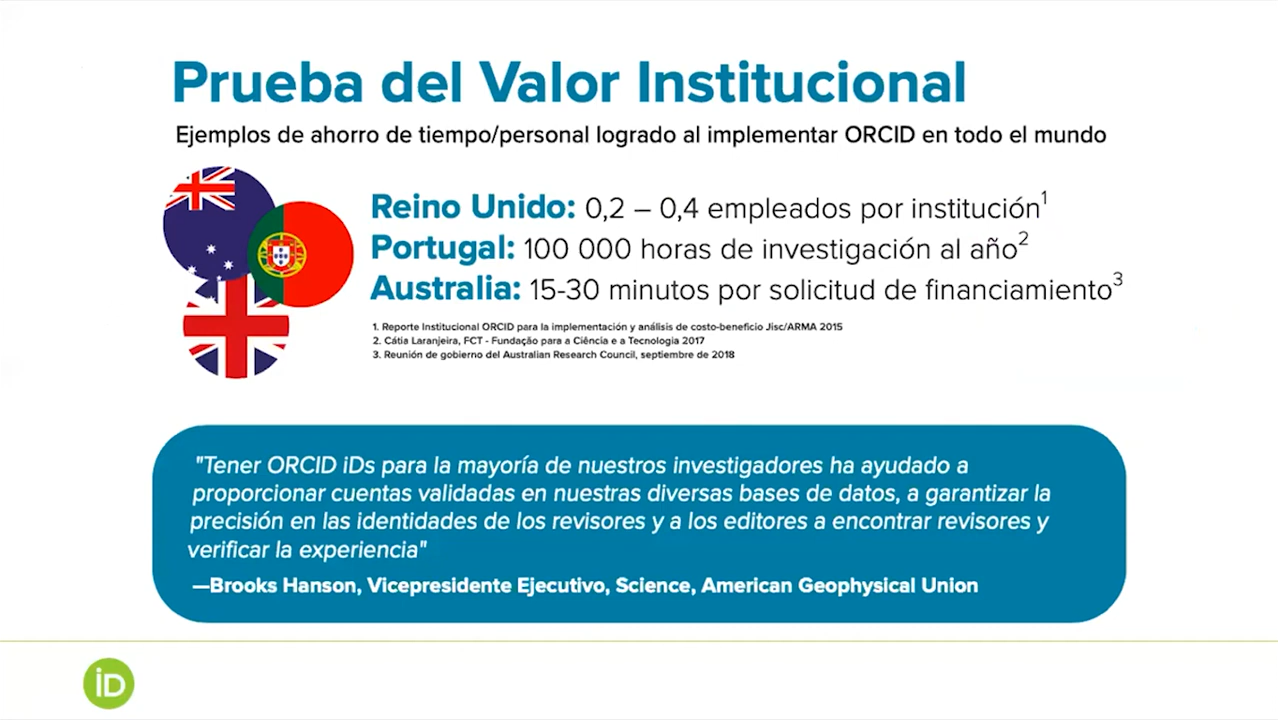 Prueba del Valor Institucional
Ejemplos de ahorro de tiempo/personal logrado al implementar ORCID en todo el mundo
Reino Unido: 0,2 – 0,4 empleados por institución1
Portugal: 100 000 horas de investigación al año2
Australia: 15-30 minutos por solicitud de financiamiento3
1. Reporte Institucional ORCID para la implementación y análisis de costo-beneficio Jisc/ARMA 2015
2. Cátia Laranjeira, FCT - Fundação para a Ciência e a Tecnologia 2017
3. Reunión de gobierno del Australian Research Council, septiembre de 2018
"Tener ORCID iDs para la mayoría de nuestros investigadores ha ayudado a
proporcionar cuentas validadas en nuestras diversas bases de datos, a garantizar la
precisión en las identidades de los revisores y a los editores a encontrar revisores y
verificar la experiencia"
—Brooks Hanson, Vicepresidente Ejecutivo, Science, American Geophysical Union
iD